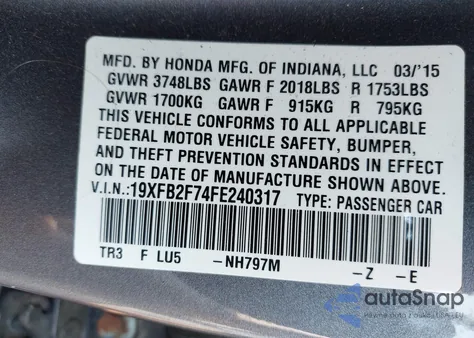 MFD. BY HONDA MFG. OF INDIANA, LLC 03/'15
GVWR 3748LBS GAWR F 2018LBS R 1753LBS
GVWR 1700KG GAWR F 915KG R 795KG
THIS VEHICLE CONFORMS TO ALL APPLICABLE
FEDERAL MOTOR VEHICLE SAFETY, BUMPER,
AND THEFT PREVENTION STANDARDS IN EFFECT
ON THE DATE OF MANUFACTURE SHOWN ABOVE.
V.I.N.:19XFB2F74FE240317 TYPE: PASSENGER CAR
TR3 F LU5 -NH797M -Z -E
autoSnap